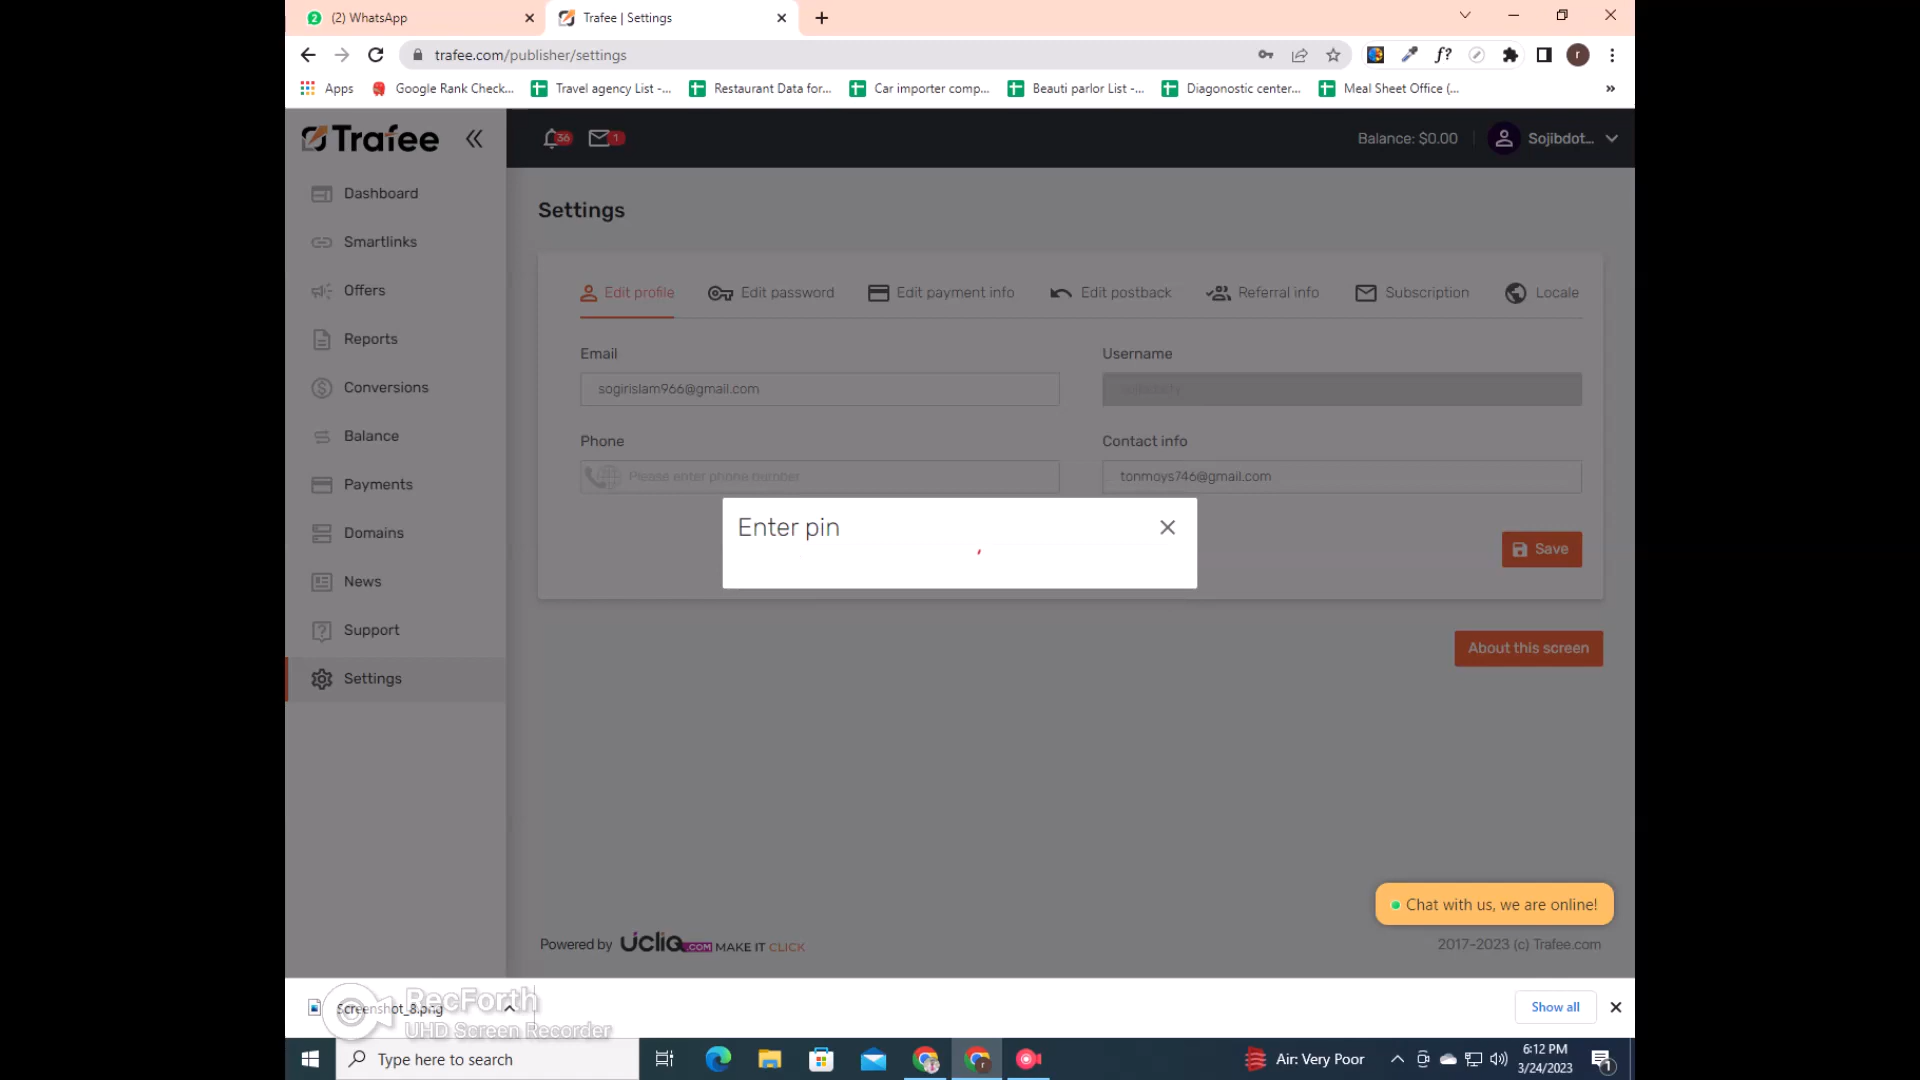 (2) WhatsApp
Trafee | Settings
trafee.com/publisher/settings
Apps
Google Rank Check...
Travel agency List -...
Restaurant Data for...
Car importer comp...
Beauti parlor List -...
Diagonostic center...
Meal Sheet Office (...
Trafee
36
1
Balance: $0.00
Sojibdot...
Dashboard
Smartlinks
Offers
Reports
Conversions
Balance
Payments
Domains
News
Support
Settings
Settings
Edit profile
Edit password
Edit payment info
Edit postback
Referral info
Subscription
Locale
Email
Username
sogirislam966@gmail.com
Phone
Contact info
Please enter phone number
tonmoys746@gmail.com
Enter pin
Save
About this screen
Chat with us, we are online!
Powered by UCLIQ.COM MAKE IT CLICK
2017-2023 (c) Trafee.com
Screenshot_8.png
RecForth
UHD Screen Recorder
Show all
Type here to search
Air: Very Poor
6:12 PM
3/24/2023
1